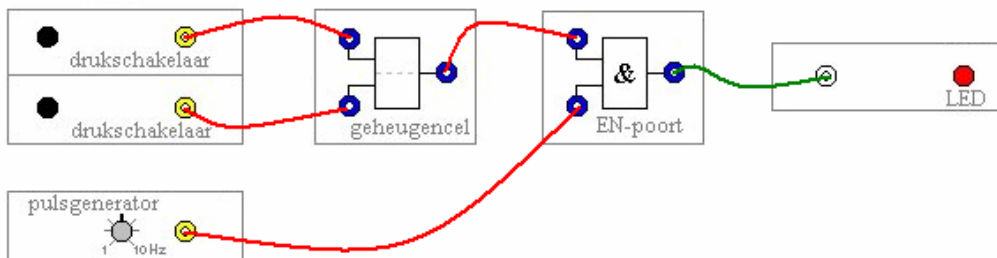 drukschakelaar
drukschakelaar
geheugencel
&
EN-poort
LED
pulsgenerator
1 10Hz